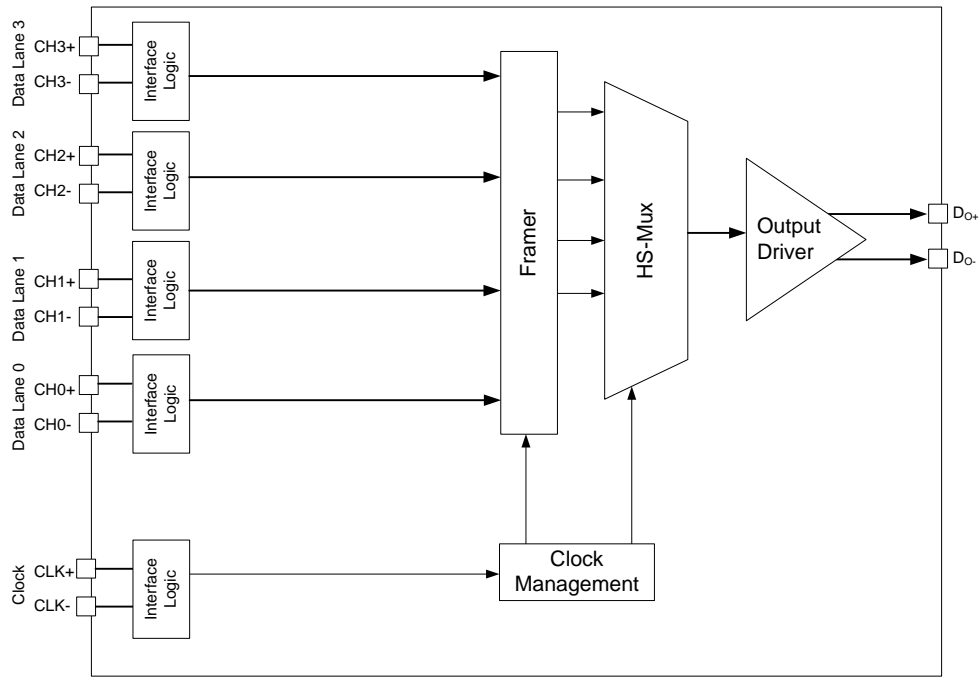 Data Lane 3
CH3+
CH3-
Interface
Logic
Data Lane 2
CH2+
CH2-
Interface
Logic
Data Lane 1
CH1+
CH1-
Interface
Logic
Data Lane 0
CH0+
CH0-
Interface
Logic
Clock
CLK+
CLK-
Interface
Logic
Framer
HS-Mux
Clock
Management
Output
Driver
DO+
DO-